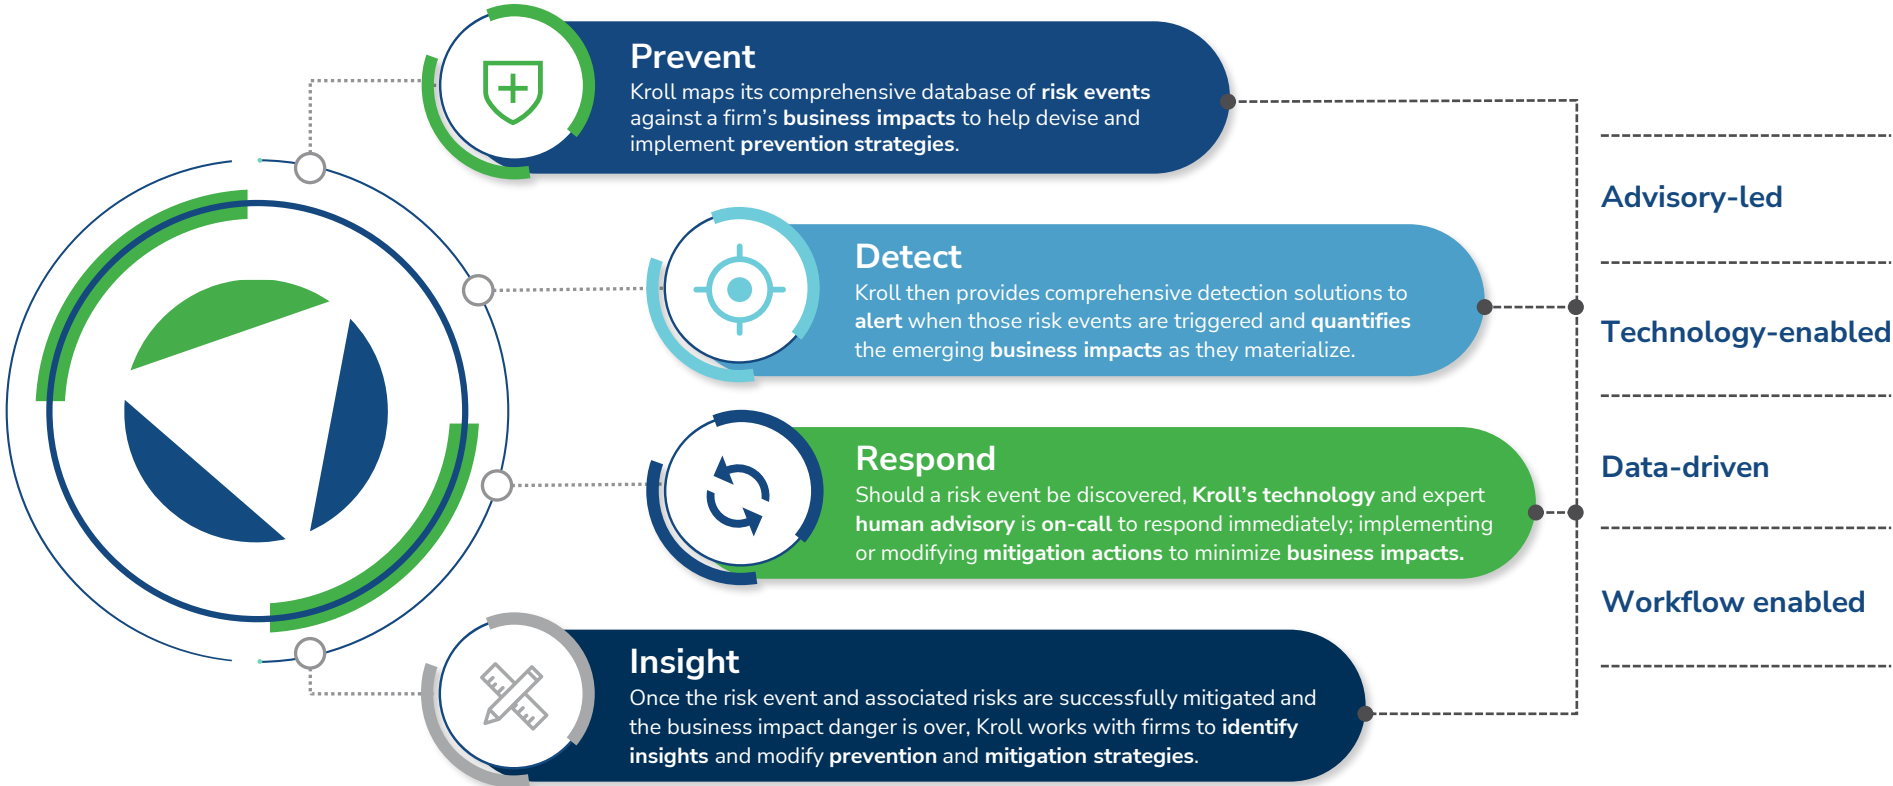 Prevent
Kroll maps its comprehensive database of risk events
against a firm's business impacts to help devise and
implement prevention strategies.
Detect
Kroll then provides comprehensive detection solutions to
alert when those risk events are triggered and quantifies
the emerging business impacts as they materialize.
Respond
Should a risk event be discovered, Kroll's technology and expert
human advisory is on-call to respond immediately; implementing
or modifying mitigation actions to minimize business impacts.
Insight
Once the risk event and associated risks are successfully mitigated and
the business impact danger is over, Kroll works with firms to identify
insights and modify prevention and mitigation strategies.
Advisory-led
Technology-enabled
Data-driven
Workflow enabled